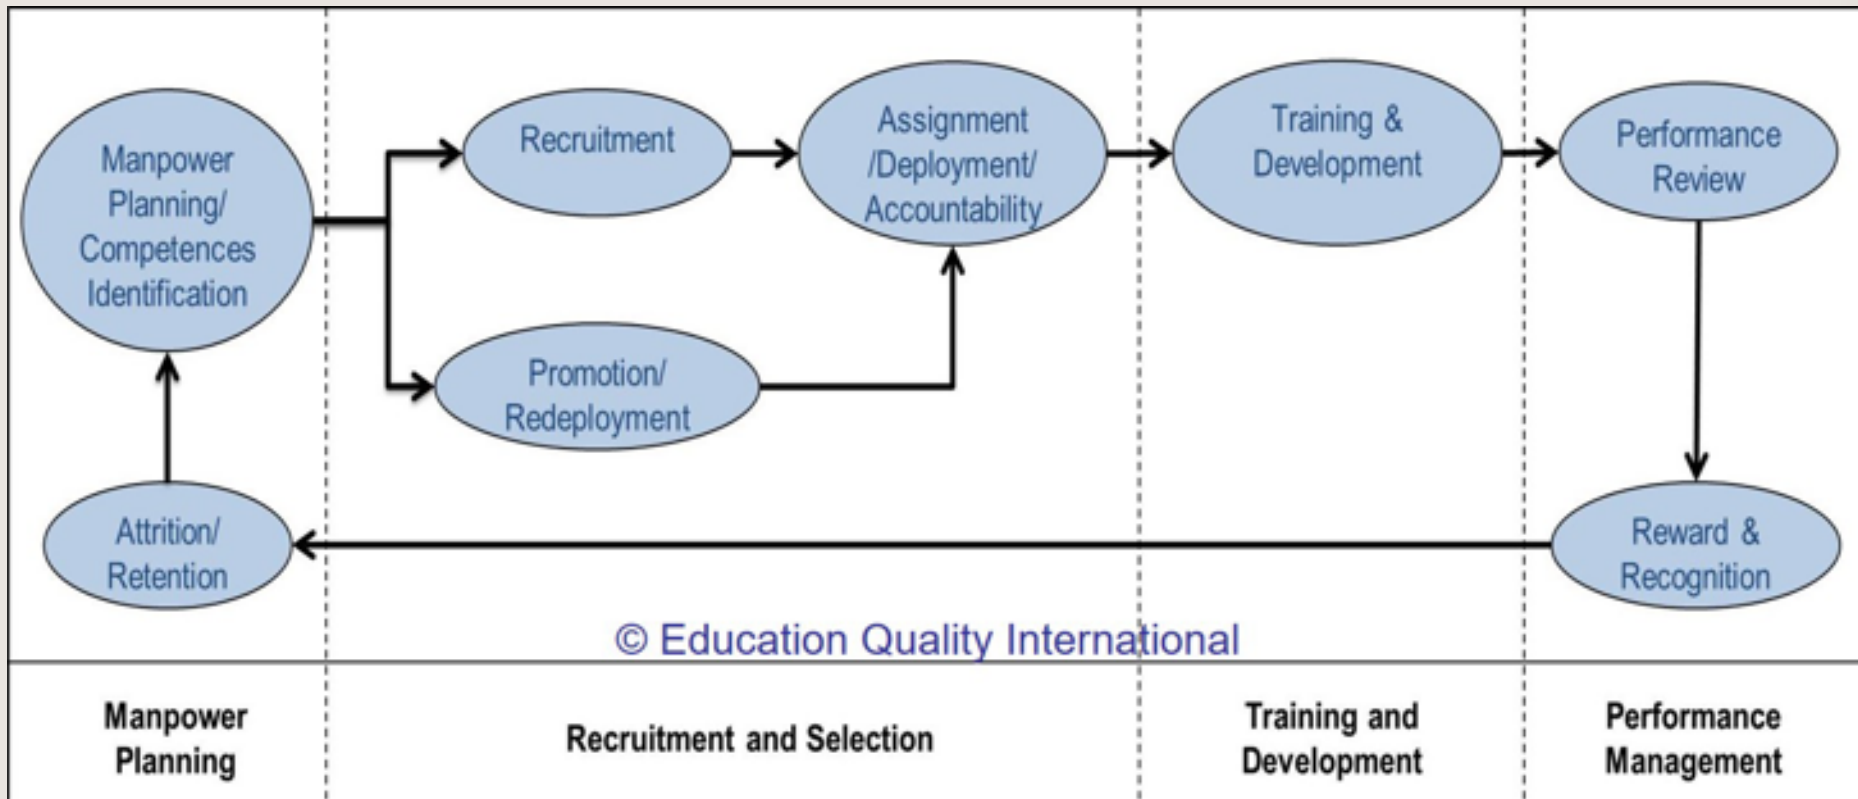 Manpower
Planning/
Competences
Identification
Recruitment
Assignment
/Deployment/
Accountability
Training &
Development
Performance
Review
Promotion/
Redeployment
Attrition/
Retention
Reward &
Recognition
© Education Quality International
Manpower
Planning
Recruitment and Selection
Training and
Development
Performance
Management